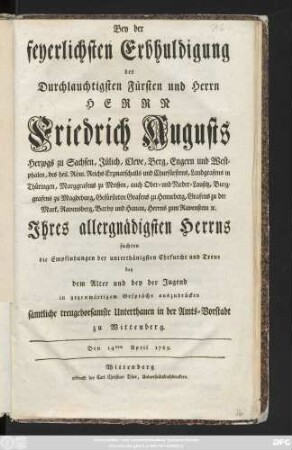 Bey der
feyerlichsten Erbhuldigung
des
Durchlauchtigsten Fürsten und Herrn
HERRN
Friedrich Augusts
Herzogs zu Sachsen, Jülich, Cleve, Berg, Engern und West-
phalen, des heil. Röm. Reichs Erzmarschalls und Churfürstens, Landgrafens in
Thüringen, Marggrafens zu Meißen, auch Ober- und Nieder-Lausitz, Burg-
grafens zu Magdeburg, Gefürsteter Grafens zu Henneberg, Grafens zu der
Mark, Ravensberg, Barby und Hanau, Herrns zum Ravenstein ꝛc.
Ihres allergnädigsten Herrns
suchten
die Empfindungen der unterthänigsten Ehrfurcht und Treue
bey
dem Alter und bey der Jugend
in gegenwärtigem Gespräche auszudrücken
sämtliche treugehorsamste Unterthanen in der Amts-Vorstadt
zu Wittenberg.
Den 14ten April 1769.
Wittenberg
gedruckt bey Carl Christian Dürr, Universitätsbuchdrucker.